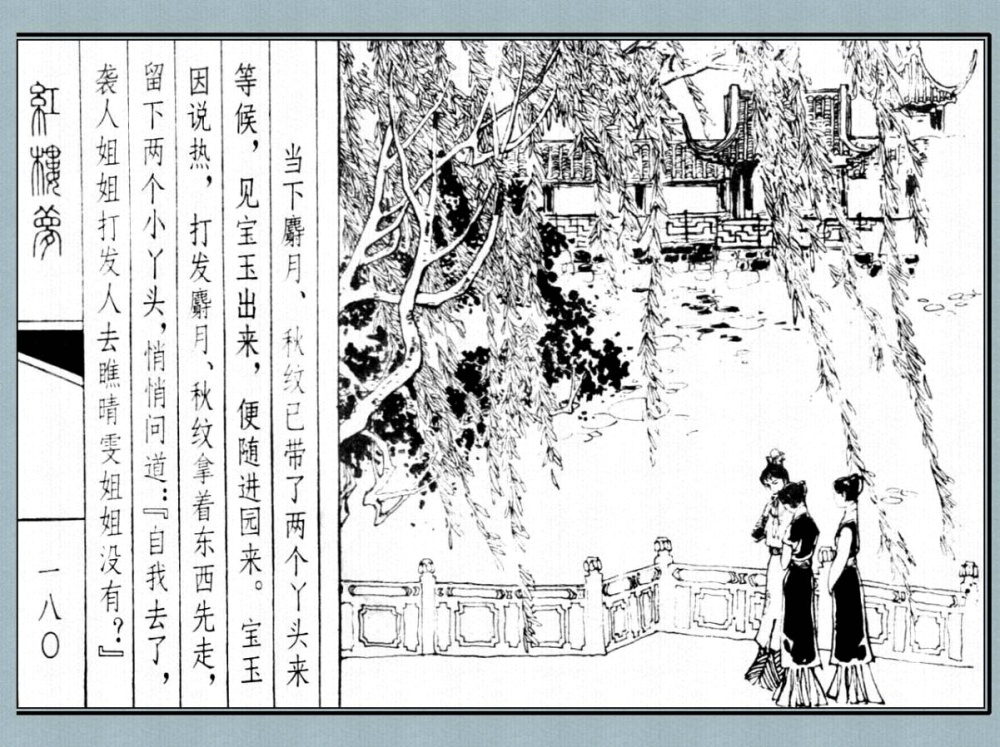 当下麝月、秋纹已带了两个丫头来
等候，见宝玉出来，便随进园来。宝玉
因说热，打发麝月、秋纹拿着东西先走，
留下两个小丫头，悄悄问道：『自我去了，
袭人姐姐打发人去瞧晴雯姐姐没有？』
紅樓夢
一八〇